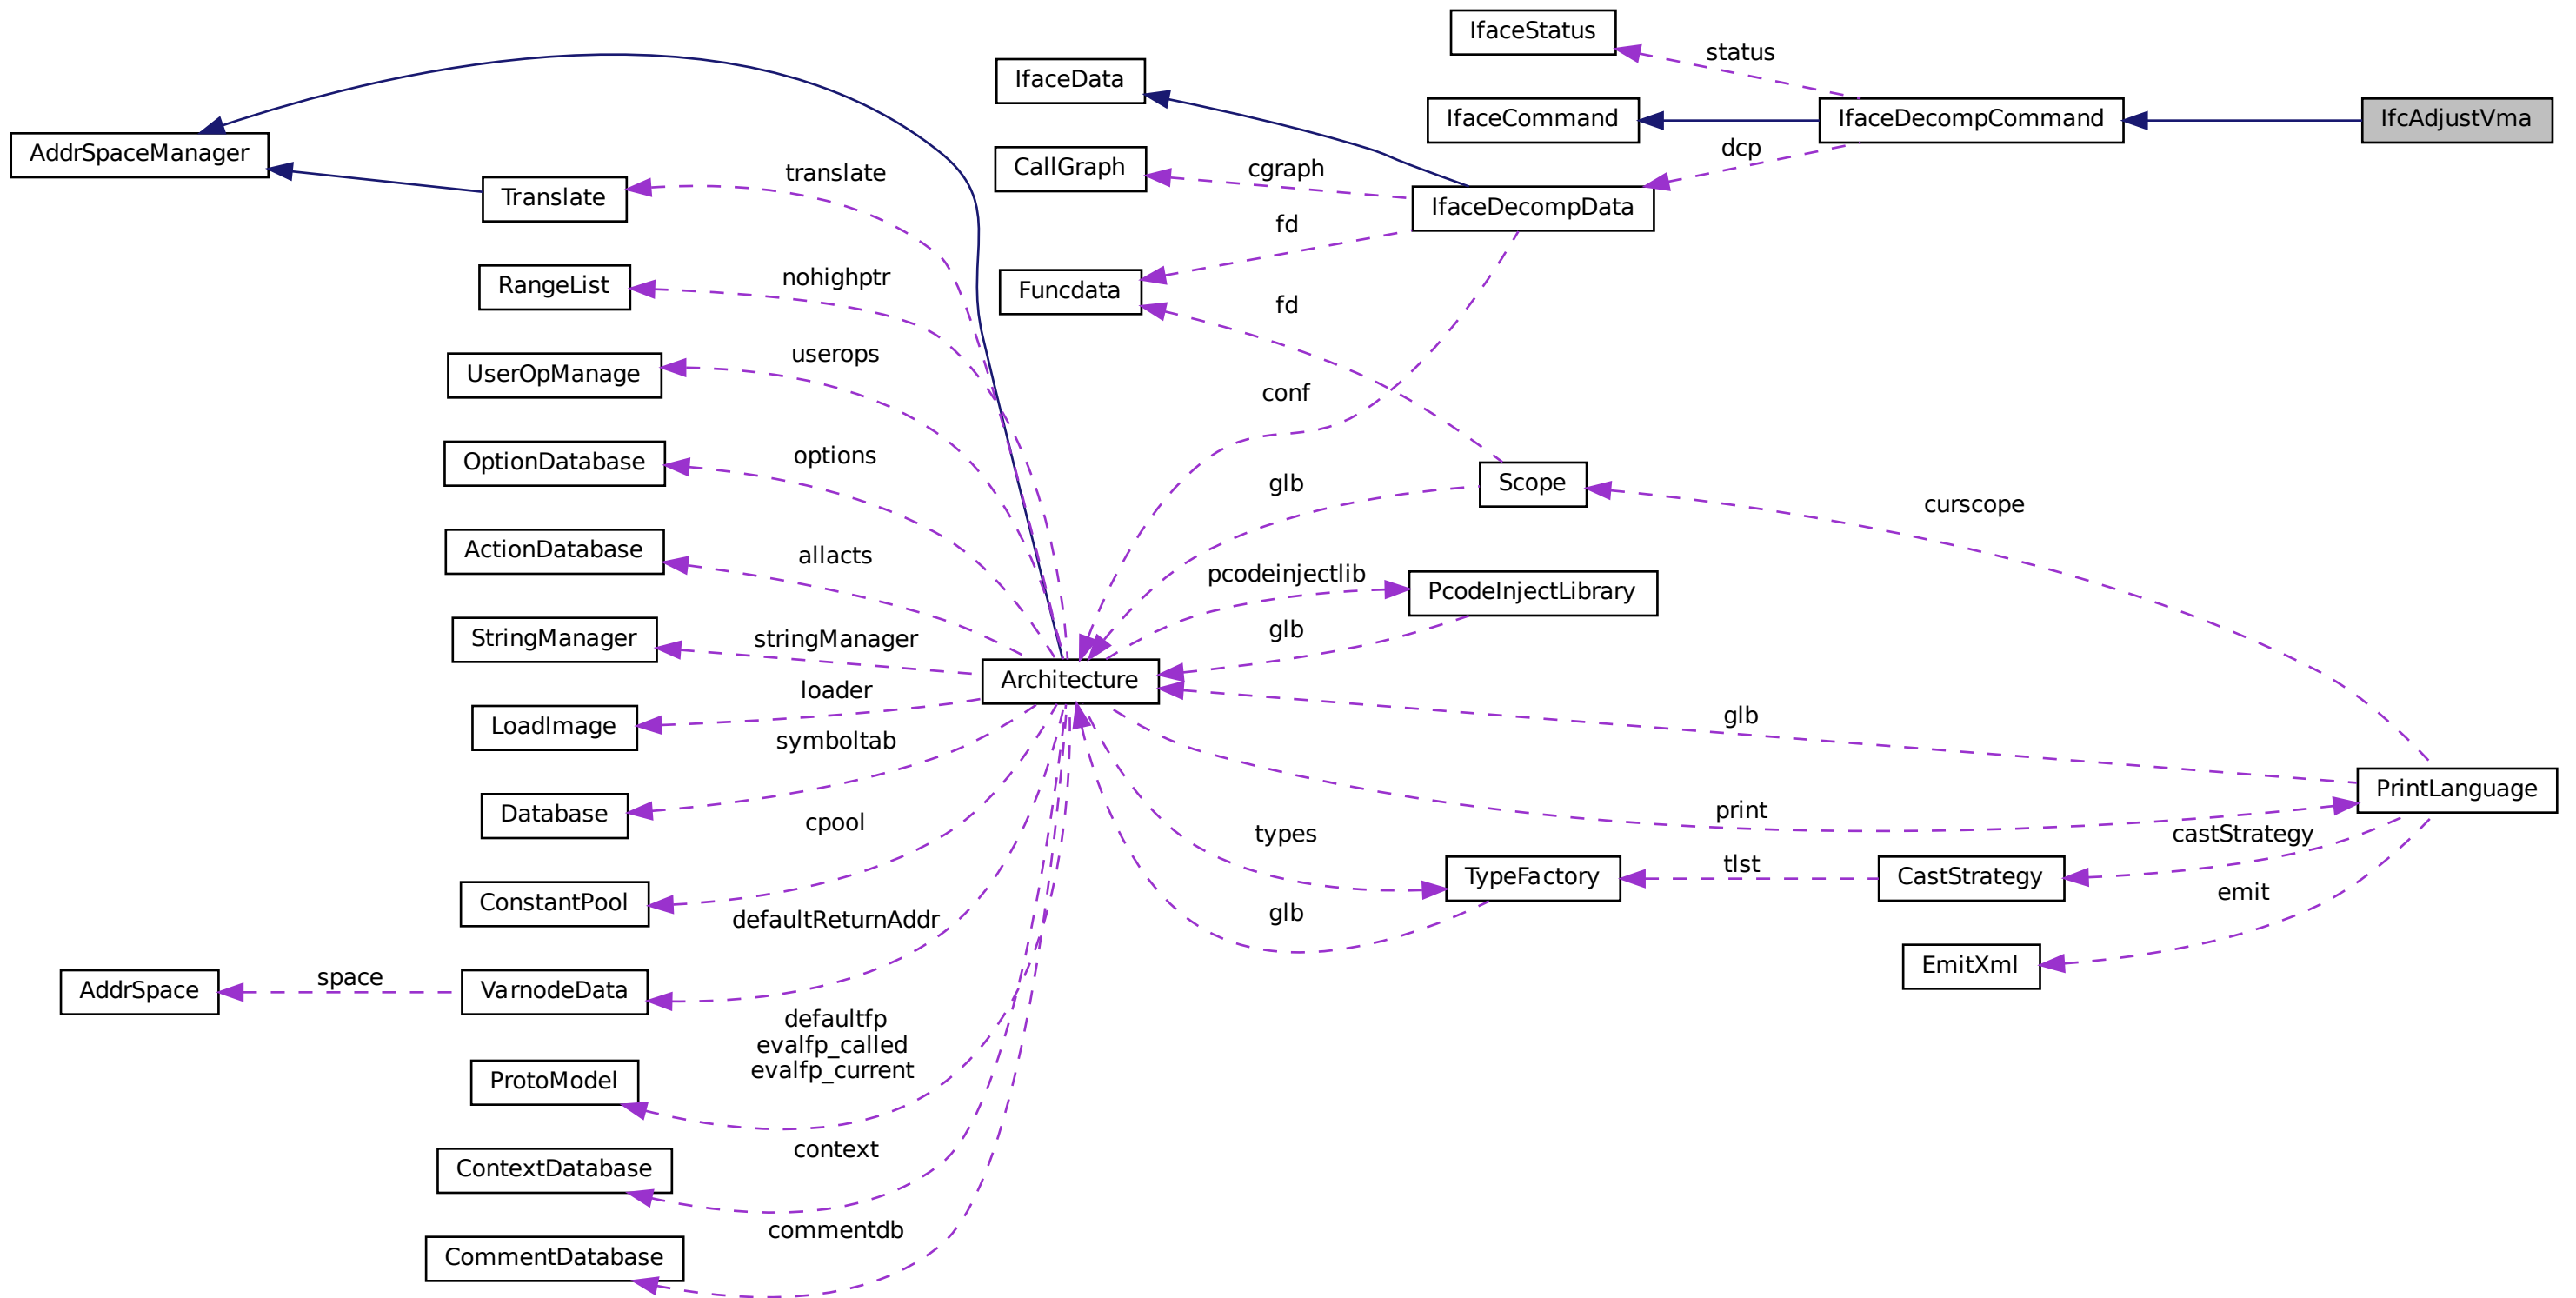 IfaceStatus
status
IfaceData
IfaceCommand
IfaceDecompCommand
IfcAdjustVma
AddrSpaceManager
CallGraph
cgraph
dcp
translate
Translate
IfaceDecompData
fd
RangeList
nohighptr
Funcdata
fd
userops
UserOpManage
conf
options
OptionDatabase
glb
Scope
curscope
allacts
ActionDatabase
pcodeinjectlib
PcodeInjectLibrary
stringManager
StringManager
glb
Architecture
loader
LoadImage
glb
symboltab
Database
PrintLanguage
print
cpool
types
castStrategy
ConstantPool
TypeFactory
tlst
CastStrategy
emit
defaultReturnAddr
glb
EmitXml
AddrSpace
space
VarnodeData
defaultfp
evalfp_called
evalfp_current
ProtoModel
context
ContextDatabase
commentdb
CommentDatabase